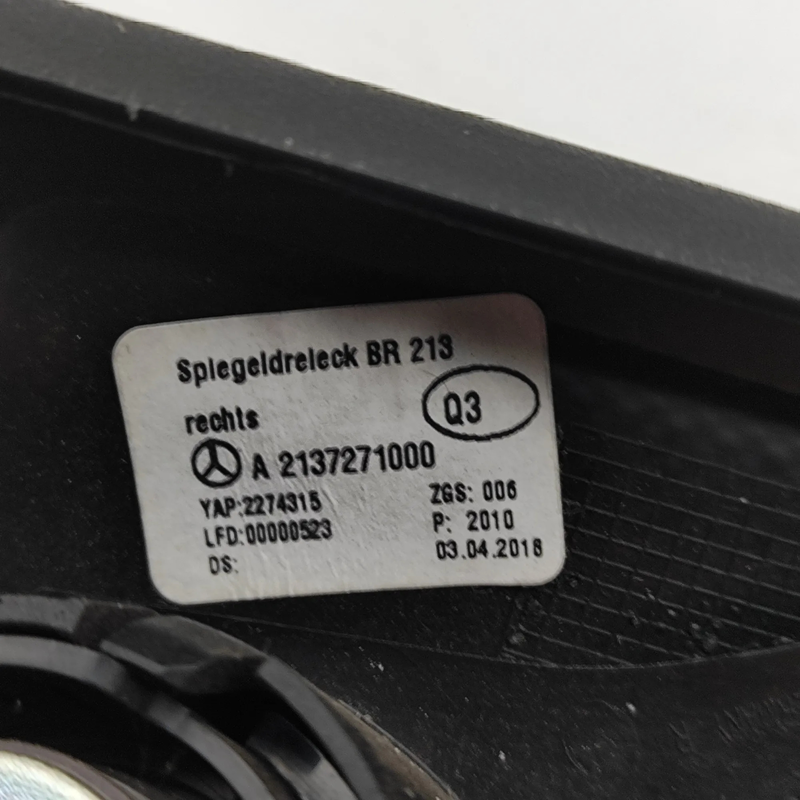 Spiegeldreieck BR 213
rechts
Q3
A 2137271000
YAP:2274315
ZGS: 006
LFD:00000523
P: 2010
DS:
03.04.2018